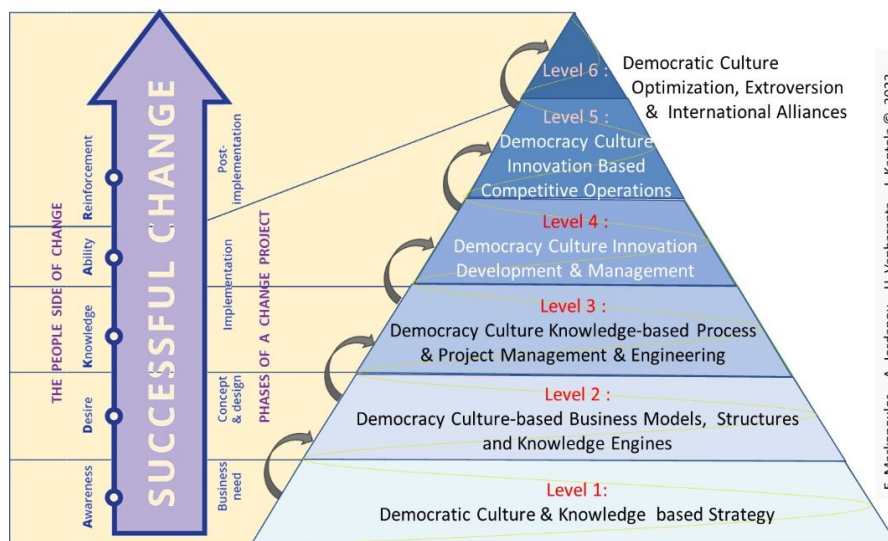 THE PEOPLE SIDE OF CHANGE
Reinforcement
Ability
Knowledge
Desire
Awareness
SUCCESSFUL CHANGE
Post-
implementation
Implementation
Concept
& design
Business
need
PHASES OF A CHANGE PROJECT
Level 6 :
Democratic Culture
Optimization, Extroversion
& International Alliances
Level 5 :
Democracy Culture
Innovation Based
Competitive Operations
Level 4 :
Democracy Culture Innovation
Development & Management
Level 3 :
Democracy Culture Knowledge-based Process
& Project Management & Engineering
Level 2 :
Democracy Culture-based Business Models, Structures
and Knowledge Engines
Level 1:
Democratic Culture & Knowledge based Strategy